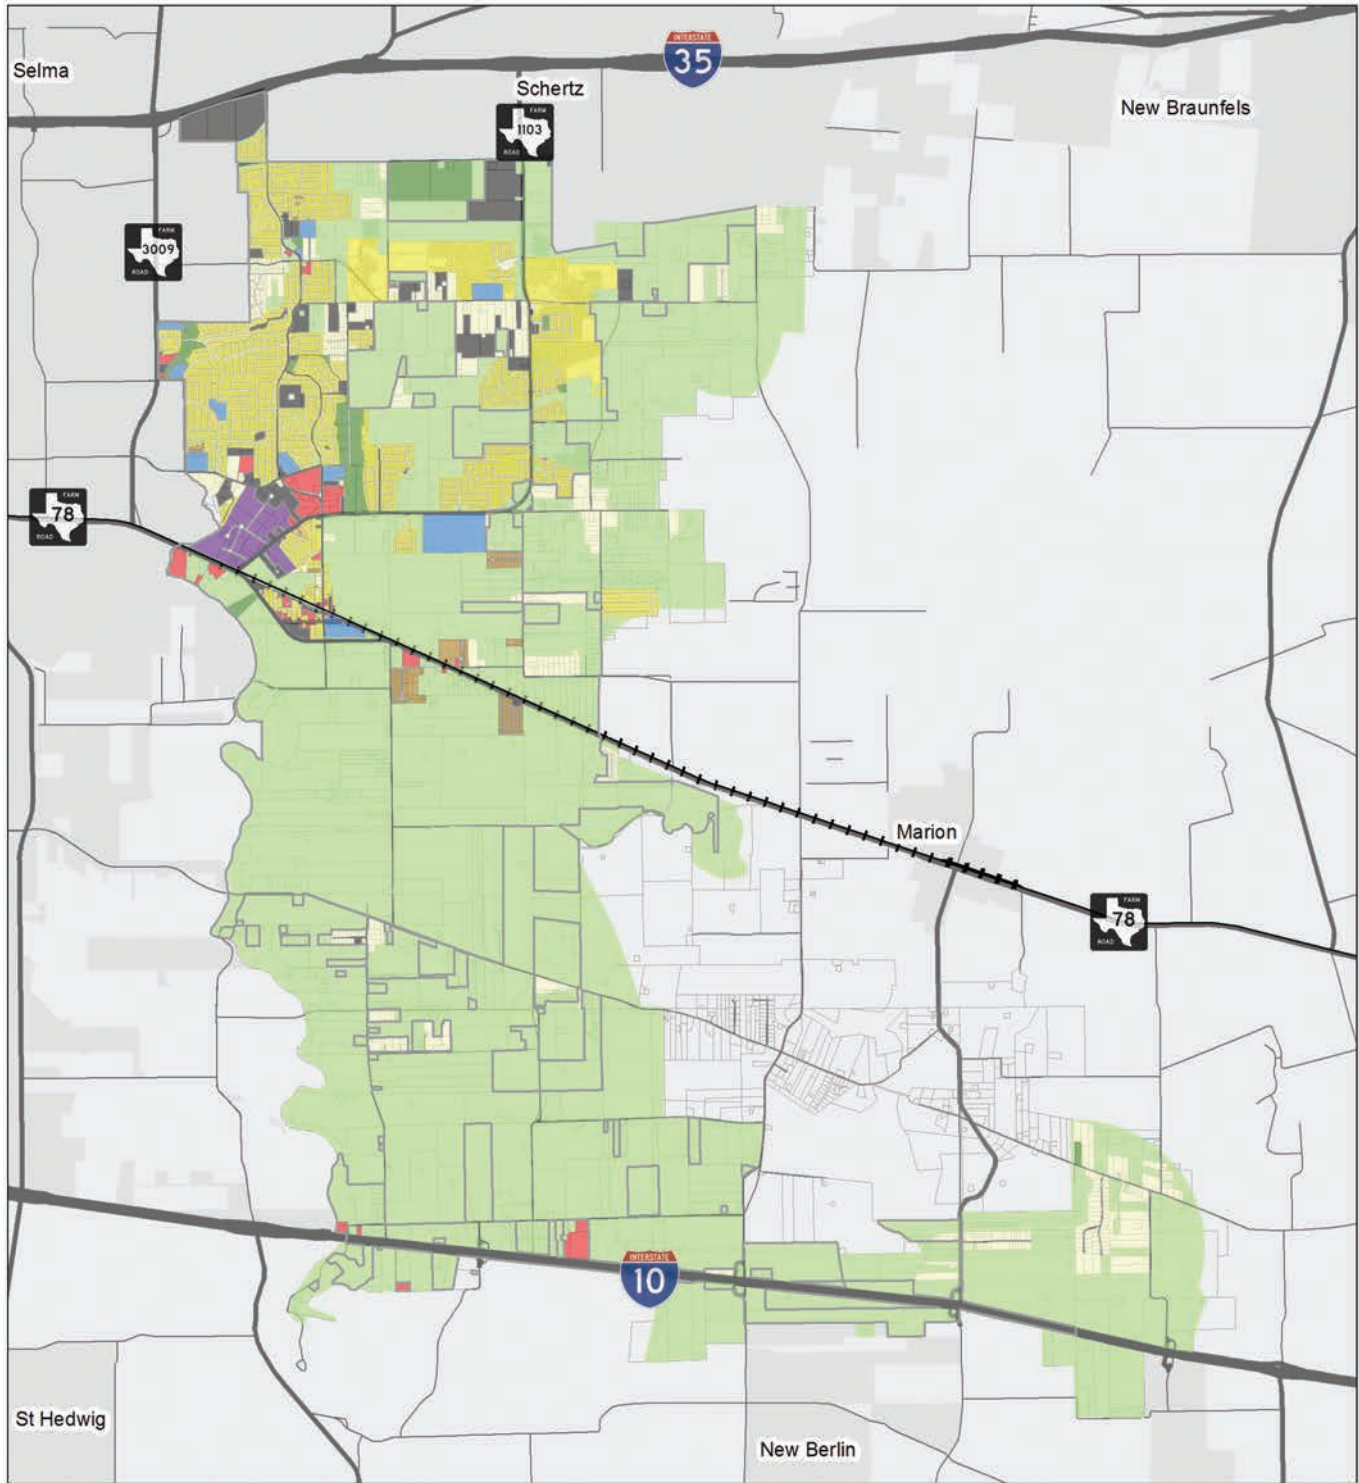 INTERSTATE
35
Selma
Schertz
New Braunfels
FARM
1103
ROAD
FARM
3009
ROAD
FARM
78
ROAD
Marion
FARM
78
ROAD
INTERSTATE
10
St Hedwig
New Berlin